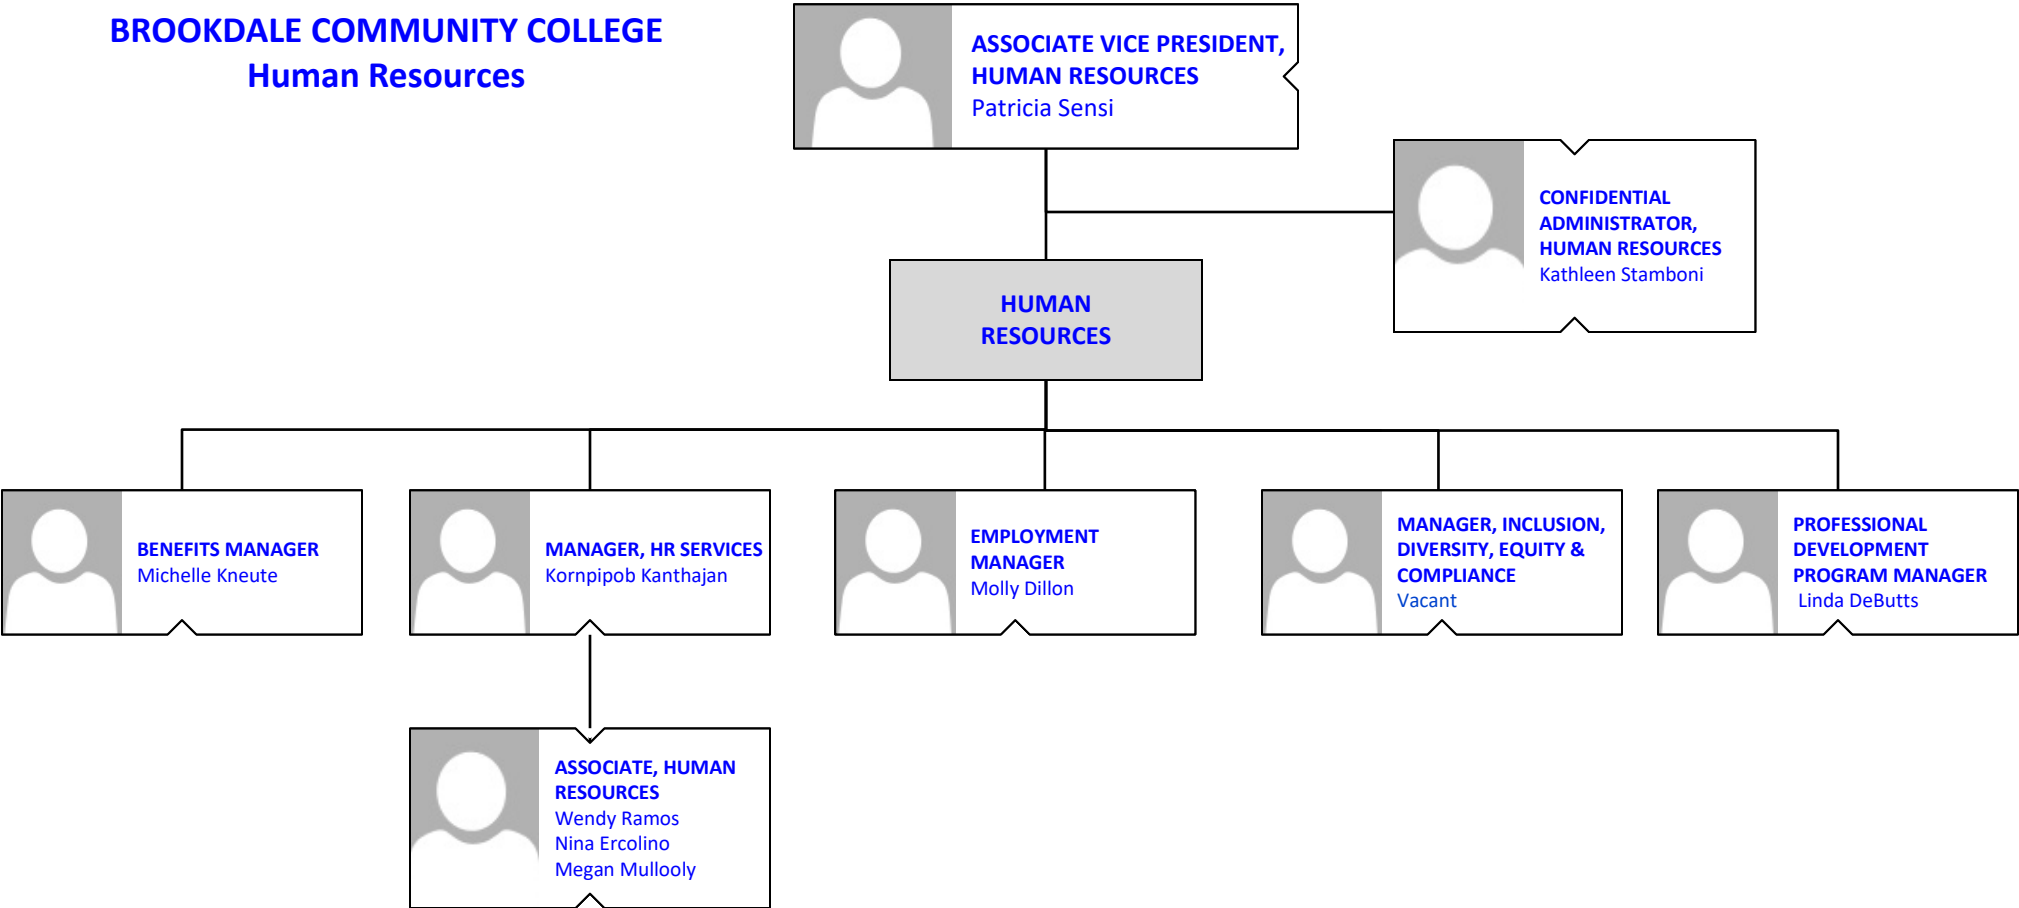 BROOKDALE COMMUNITY COLLEGE
Human Resources
ASSOCIATE VICE PRESIDENT,
HUMAN RESOURCES
Patricia Sensi
CONFIDENTIAL
ADMINISTRATOR,
HUMAN RESOURCES
Kathleen Stamboni
HUMAN
RESOURCES
BENEFITS MANAGER
Michelle Kneute
MANAGER, HR SERVICES
Kornpipob Kanthajan
EMPLOYMENT
MANAGER
Molly Dillon
MANAGER, INCLUSION,
DIVERSITY, EQUITY &
COMPLIANCE
Vacant
PROFESSIONAL
DEVELOPMENT
PROGRAM MANAGER
Linda DeButts
ASSOCIATE, HUMAN
RESOURCES
Wendy Ramos
Nina Ercolino
Megan Mullooly